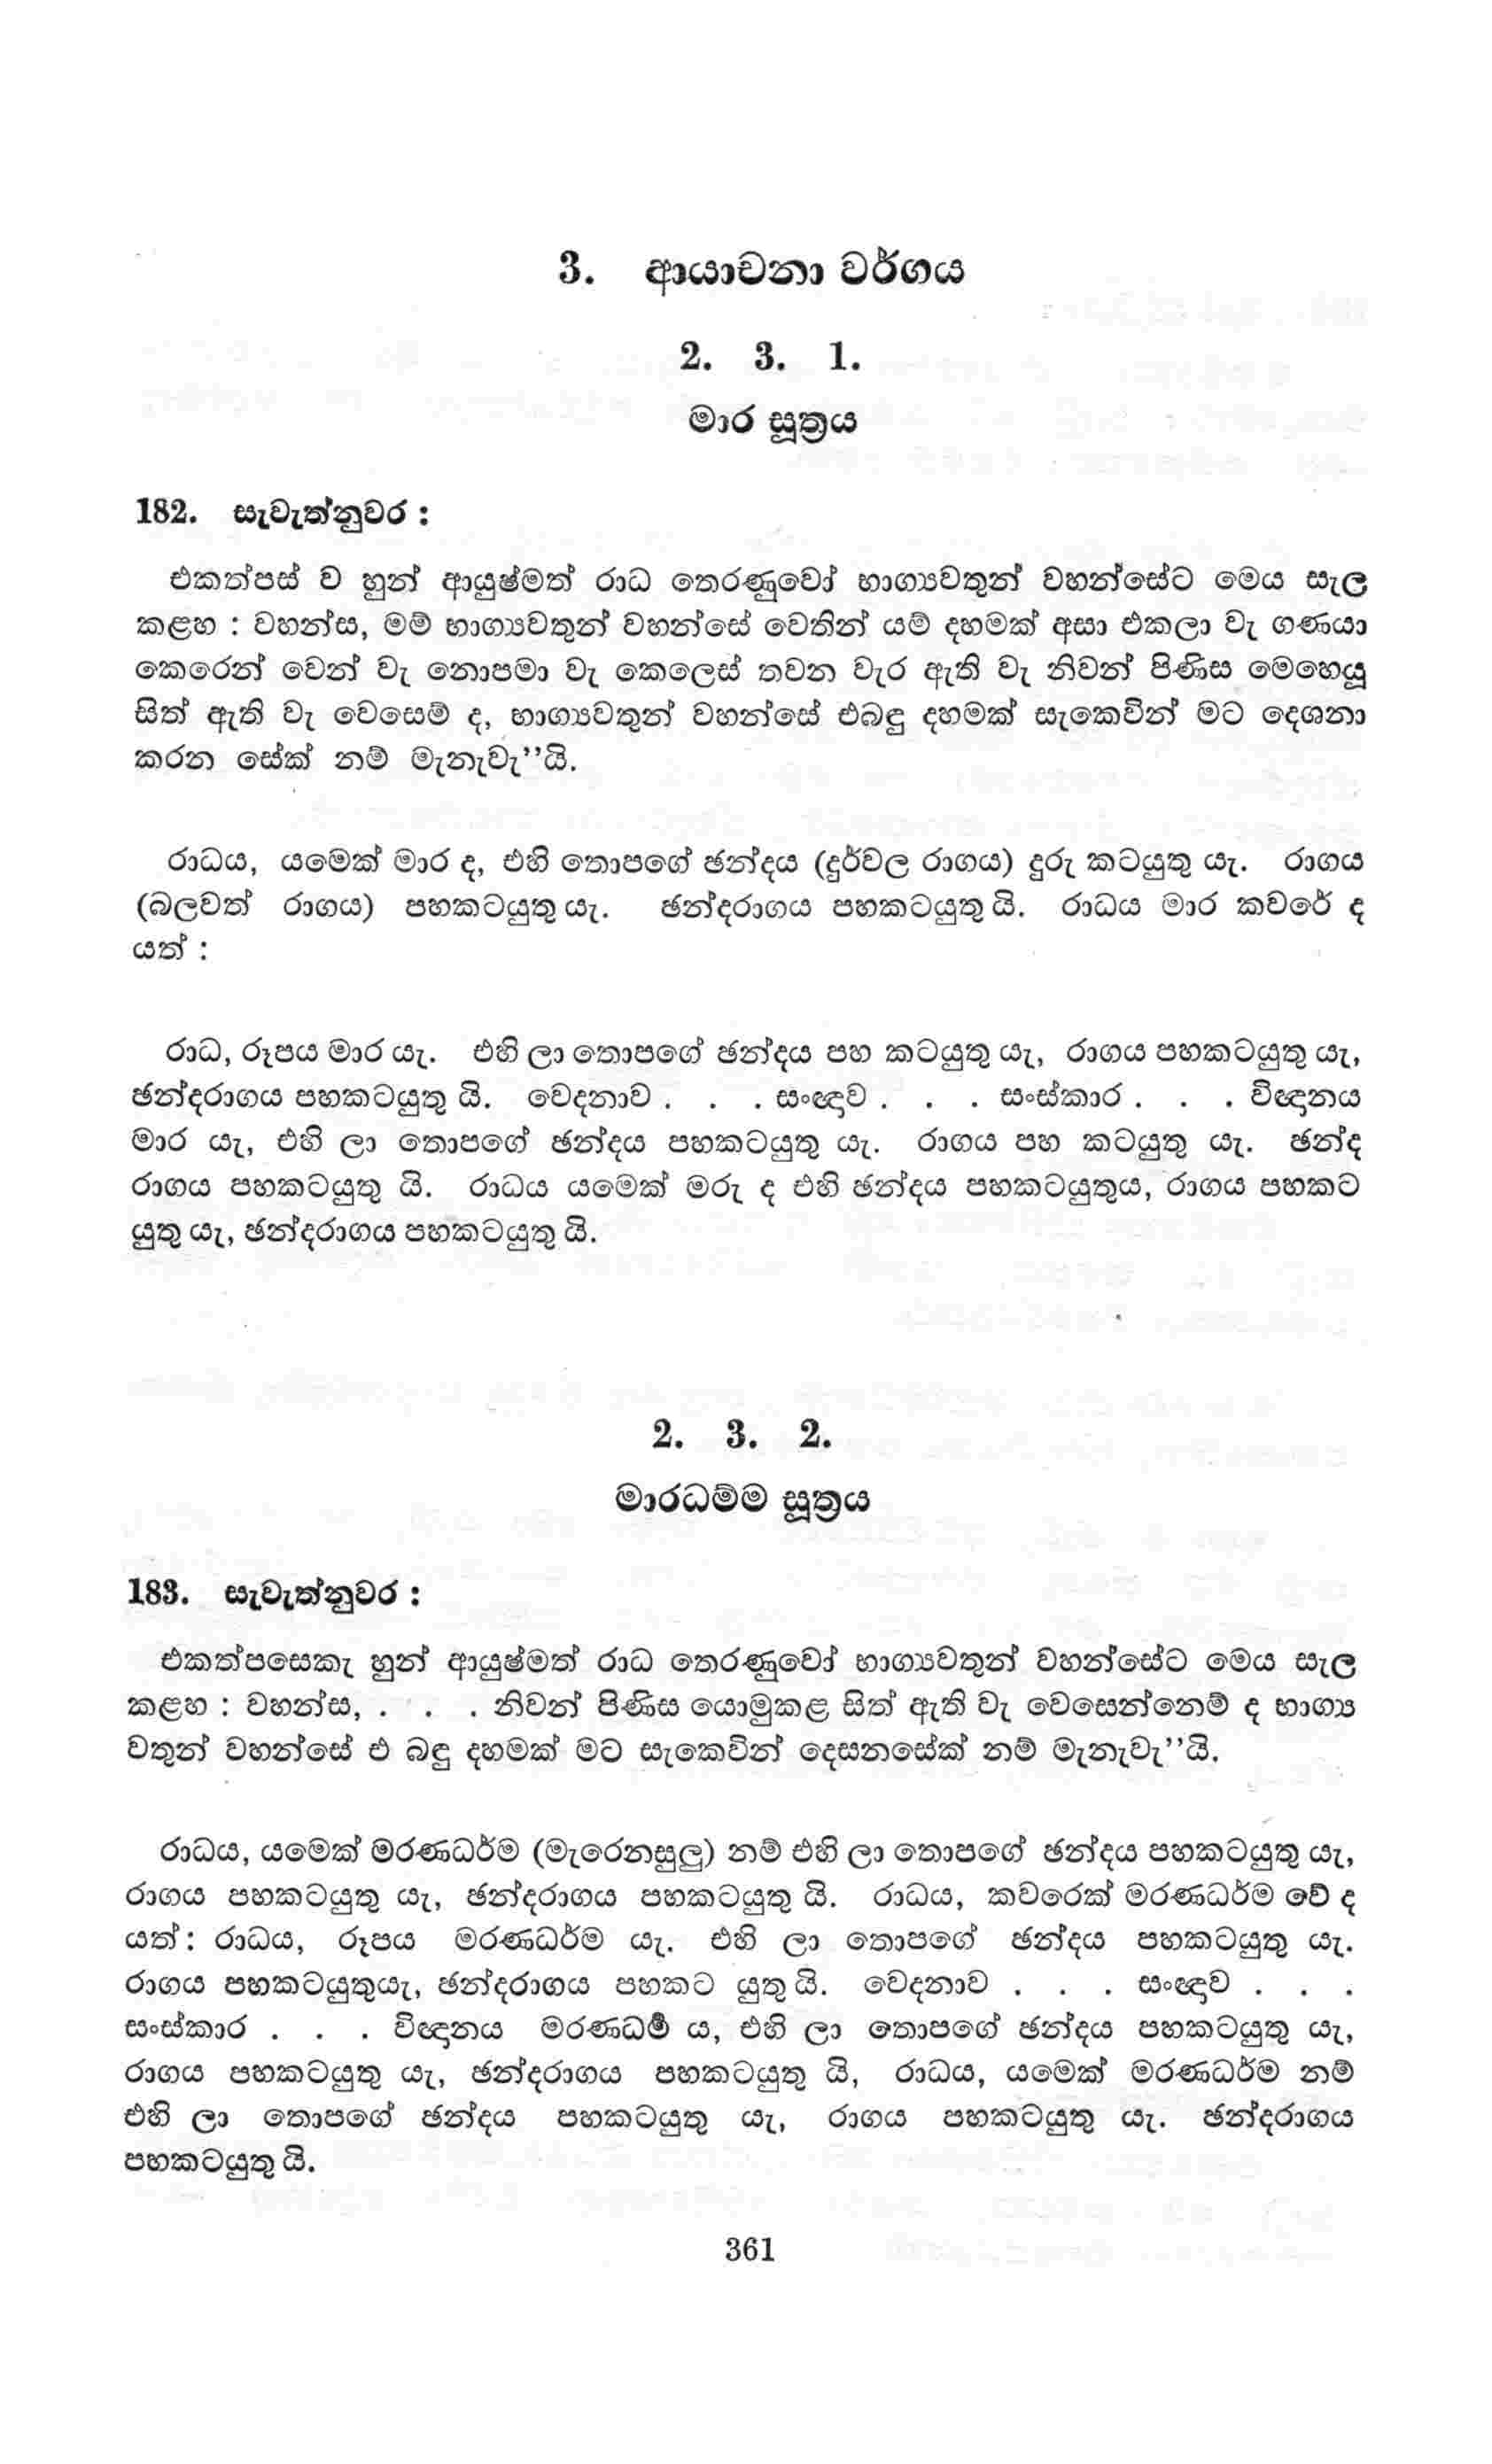 3. ආයාචනා වර්ගය
2. 3. 1.
මාර සූත්‍රය
182. සැවැත්නුවර :
එකත්පස් ව හුන් ආයුෂ්මත් රාධ තෙරණුවෝ භාග්‍යවතුන් වහන්සේට මෙය සැල
කළහ : වහන්ස, මම් භාග්‍යවතුන් වහන්සේ වෙතින් යම් දහමක් අසා එකලා වැ ගණයා
කෙරෙන් වෙන් වැ නොපමා වැ කෙලෙස් තවන වැර ඇති වැ නිවන් පිණිස මෙහෙයූ
සිත් ඇති වැ වෙසෙම් ද, භාග්‍යවතුන් වහන්සේ එබඳු දහමක් සැකෙවින් මට දෙශනා
කරන සේක් නම් මැනැවැ’’යි.
රාධය, යමෙක් මාර ද, එහි තොපගේ ඡන්දය (දුර්වල රාගය) දුරු කටයුතු යැ. රාගය
(බලවත් රාගය) පහකටයුතු යැ. ඡන්දරාගය පහකටයුතු යි. රාධය මාර කවරේ ද
යත් :
රාධ, රූපය මාර යැ. එහි ලා තොපගේ ඡන්දය පහ කටයුතු යැ, රාගය පහකටයුතු යැ,
ඡන්දරාගය පහකටයුතු යි. වෙදනාව . . . සංඥාව . . . සංස්කාර . . . විඥානය
මාර යැ, එහි ලා තොපගේ ඡන්දය පහකටයුතු යැ. රාගය පහ කටයුතු යැ. ඡන්ද
රාගය පහකටයුතු යි. රාධය යමෙක් මරු ද එහි ඡන්දය පහකටයුතුය, රාගය පහකට
යුතු යැ, ඡන්දරාගය පහකටයුතු යි.
2. 3. 2.
මාරධම්ම සූත්‍රය
183. සැවැත්නුවර :
එකත්පසෙකැ හුන් ආයුෂ්මත් රාධ තෙරණුවෝ භාග්‍යවතුන් වහන්සේට මෙය සැල
කළහ : වහන්ස, . . . නිවන් පිණිස යොමුකළ සිත් ඇති වැ වෙසෙන්නෙම් ද භාග්‍ය
වතුන් වහන්සේ එ බඳු දහමක් මට සැකෙවින් දෙසනසේක් නම් මැනැවැ’’යි.
රාධය, යමෙක් මරණධර්ම (මැරෙනසුලු) නම් එහි ලා තොපගේ ඡන්දය පහකටයුතු යැ,
රාගය පහකටයුතු යැ, ඡන්දරාගය පහකටයුතු යි. රාධය, කවරෙක් මරණධර්ම වේ ද
යත්: රාධය, රූපය මරණධර්ම යැ. එහි ලා තොපගේ ඡන්දය පහකටයුතු යැ.
රාගය පහකටයුතුයැ, ඡන්දරාගය පහකට යුතු යි. වෙදනාව . . . සංඥාව . . .
සංස්කාර . . . විඥානය මරණධර්‍ම ය, එහි ලා තොපගේ ඡන්දය පහකටයුතු යැ,
රාගය පහකටයුතු යැ, ඡන්දරාගය පහකටයුතු යි, රාධය, යමෙක් මරණධර්ම නම්
එහි ලා තොපගේ ඡන්දය පහකටයුතු යැ, රාගය පහකටයුතු යැ. ඡන්දරාගය
පහකටයුතු යි.
361